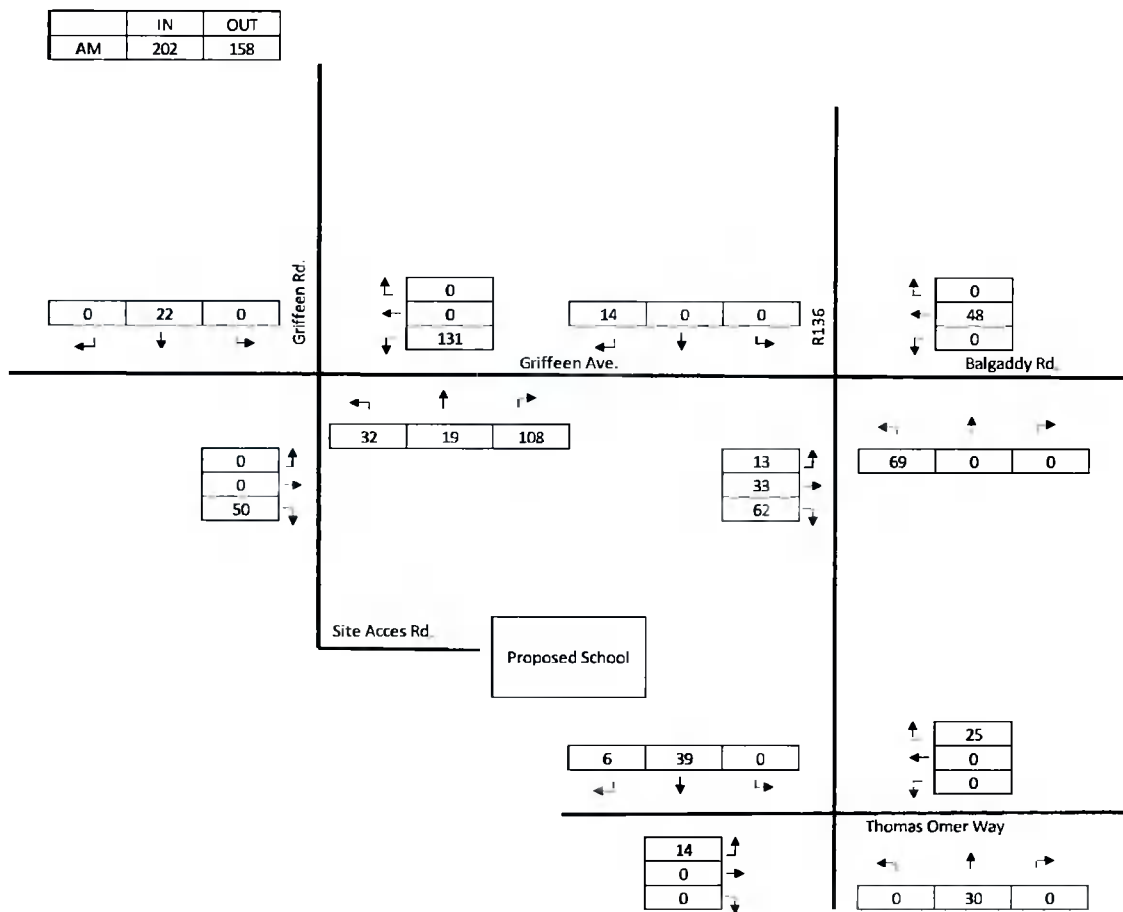 IN OUT
AM 202 158
Griffeen Rd.
R136
0
0
131
0
48
0
0 22 0
14 0 0
Griffeen Ave.
Balgaddy Rd.
32 19 108
0
0
50
13
33
62
69 0 0
Site Acces Rd.
Proposed School
6 39 0
25
0
0
Thomas Omer Way
14
0
0
0 30 0